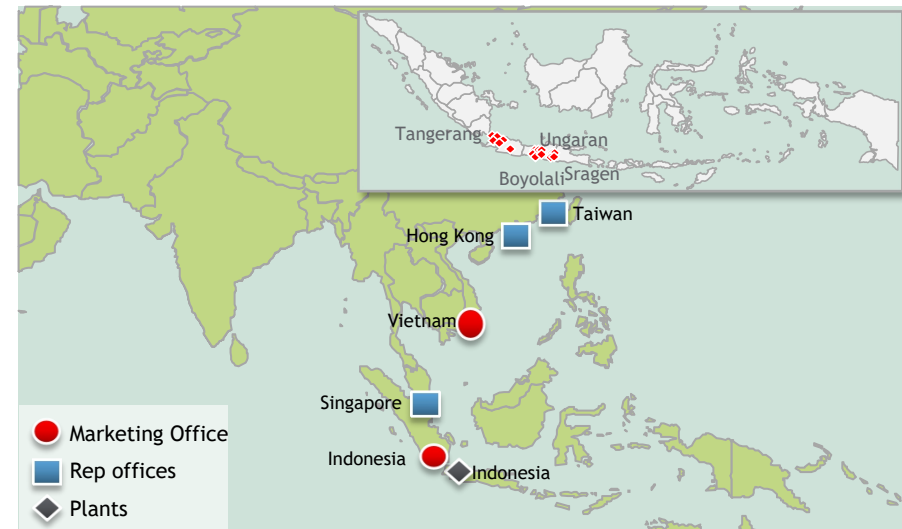 Tangerang
Ungaran
Boyolali
Sragen
Taiwan
Hong Kong
Vietnam
Singapore
Indonesia
Indonesia
Marketing Office
Rep offices
Plants